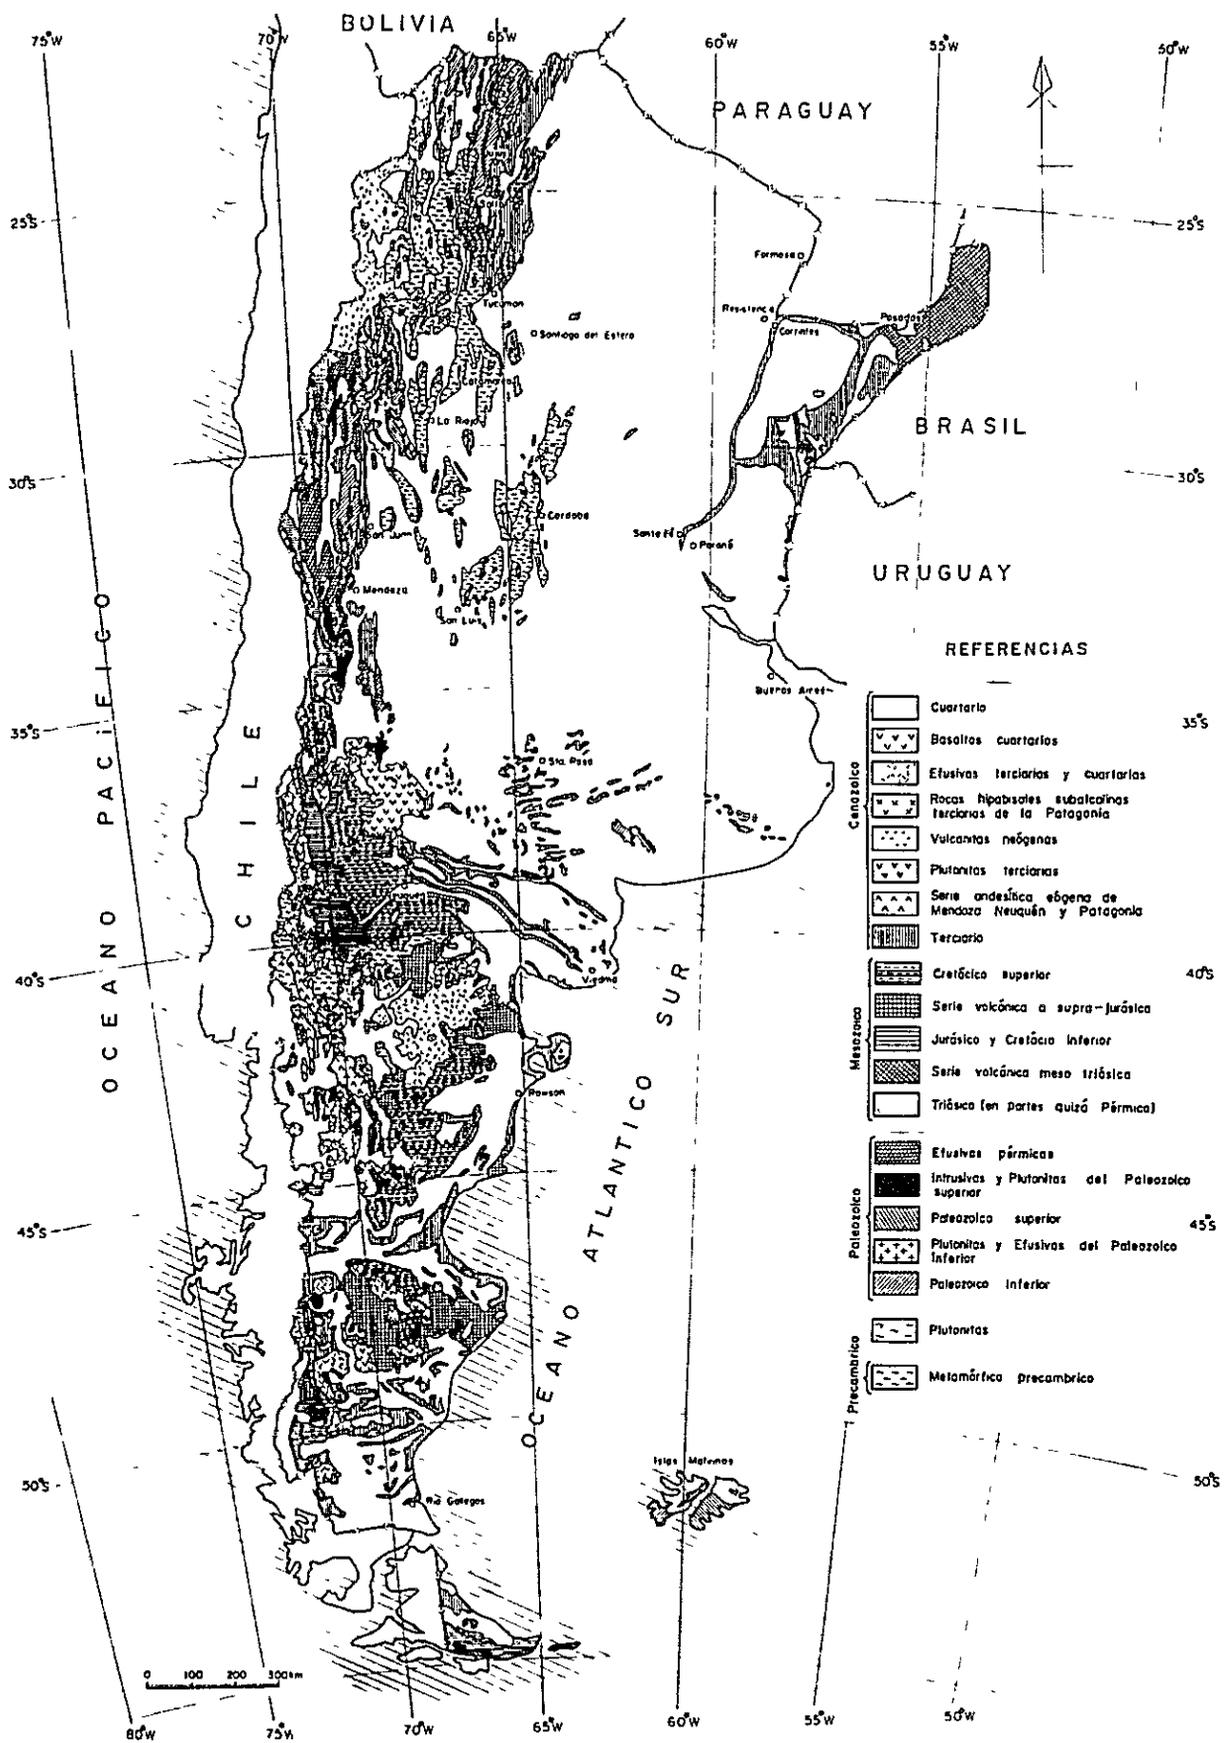 BOLIVIA
75°W
70°W
65°W
60°W
55°W
50°W
PARAGUAY
25°S
25°S
Jujuy
Salta
Formosa
Tucuman
Resistencia
Corrientes
Posadas
Santiago del Estero
Catamarca
La Rioja
BRASIL
30°S
30°S
Cordoba
San Juan
Santa Fé
Paraná
URUGUAY
Mendoza
San Luis
Buenos Aires
OCEANO PACIFICO
CHILE
35°S
35°S
Sta. Rosa
40°S
40°S
Viedma
Rawson
OCEANO ATLANTICO SUR
45°S
45°S
50°S
50°S
Islas Malvinas
Rio Gallegos
REFERENCIAS
Cenozoico
Cuartario
Basaltos cuartarios
Efusivas terciarias y cuartarias
Rocas hipabisales subalcalinas
terciarias de la Patagonia
Vulcanitas neógenas
Plutonitas terciarias
Serie andesítica eógena de
Mendoza Neuquén y Patagonia
Terciario
Mesozoico
Cretácico superior
Serie volcánica a supra-jurásica
Jurásico y Cretácio Inferior
Serie volcánica meso triásica
Triásica (en partes quizá Pérmica)
Paleozoico
Efusivas pérmicas
Intrusivas y Plutonitas del Paleozoico
superior
Paleozoico superior
Plutonitas y Efusivas del Paleozoico
Inferior
Paleozoico Inferior
Precambrico
Plutonitas
Metamórfica precambrica
0 100 200 300km
80°W
75°W
70°W
65°W
60°W
55°W
50°W